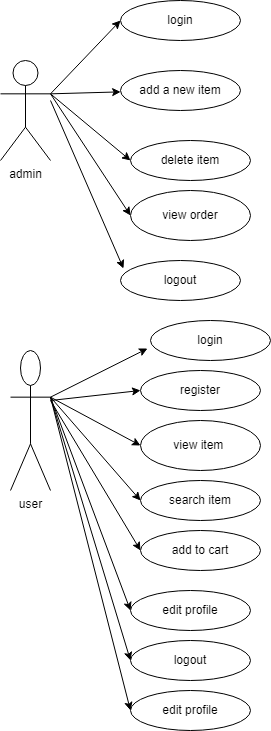 login
add a new item
admin
delete item
view order
logout
login
register
view item
user
search item
add to cart
edit profile
logout
edit profile